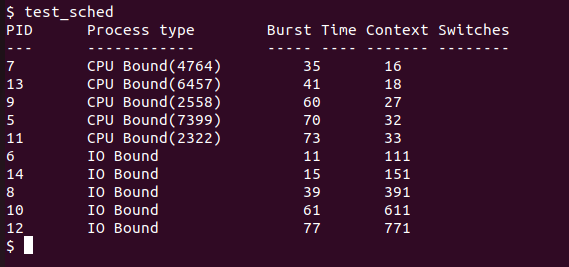 $ test_sched
PID Process type Burst Time Context Switches
--- ------------ ----- ---- ------- --------
7 CPU Bound(4764) 35 16
13 CPU Bound(6457) 41 18
9 CPU Bound(2558) 60 27
5 CPU Bound(7399) 70 32
11 CPU Bound(2322) 73 33
6 IO Bound 11 111
14 IO Bound 15 151
8 IO Bound 39 391
10 IO Bound 61 611
12 IO Bound 77 771
$